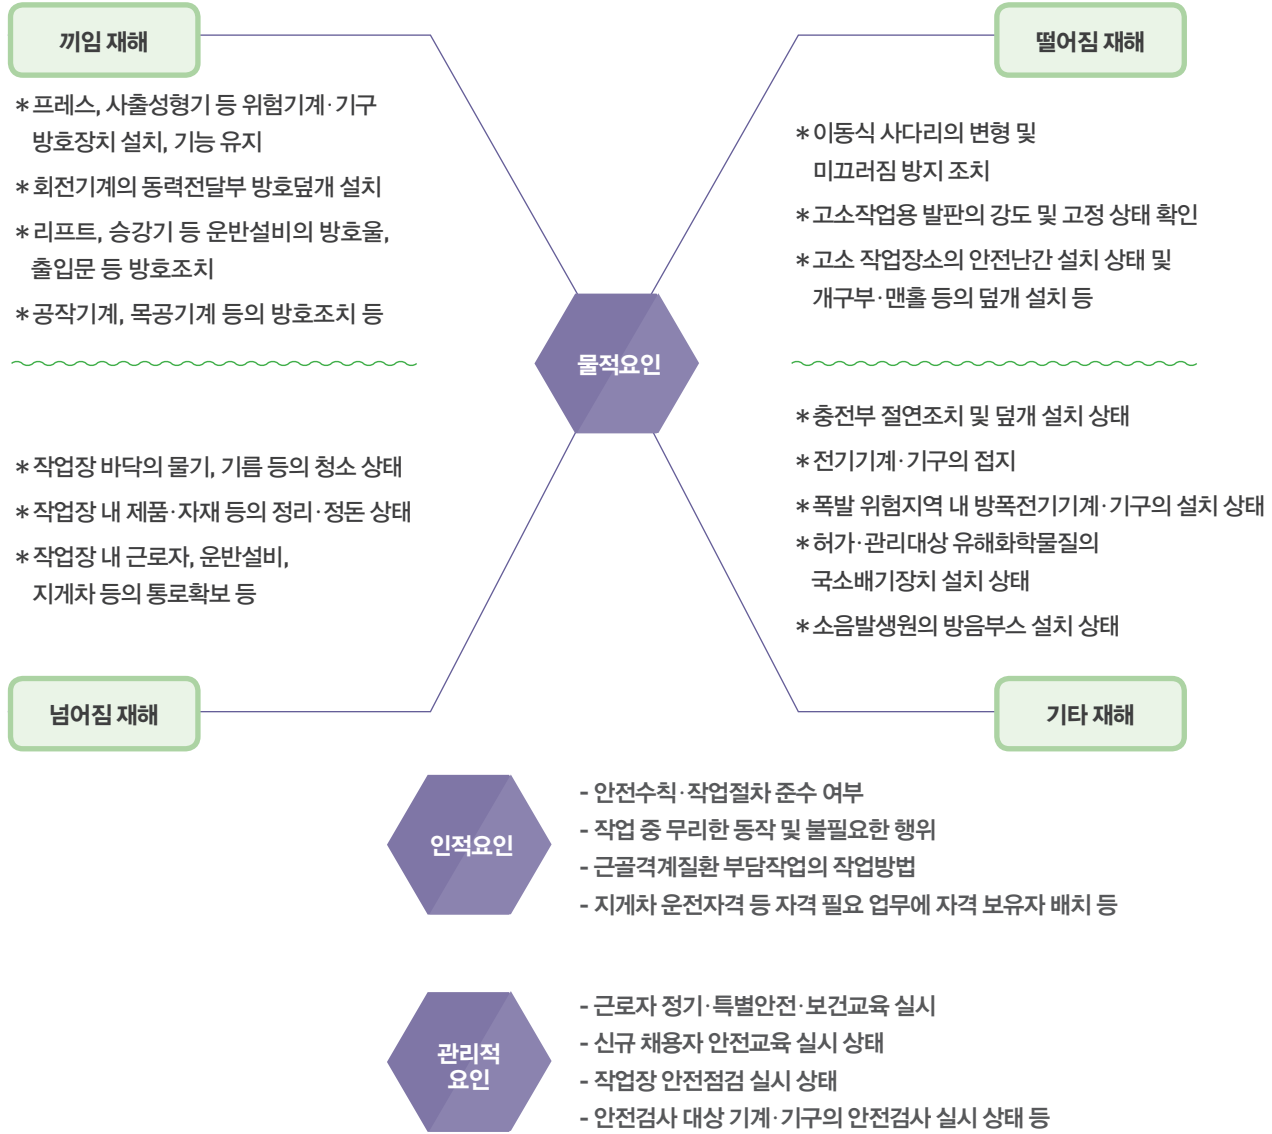 끼임 재해
* 프레스, 사출성형기 등 위험기계·기구
방호장치 설치, 기능 유지
* 회전기계의 동력전달부 방호덮개 설치
* 리프트, 승강기 등 운반설비의 방호울,
출입문 등 방호조치
* 공작기계, 목공기계 등의 방호조치 등
떨어짐 재해
* 이동식 사다리의 변형 및
미끄러짐 방지 조치
* 고소작업용 발판의 강도 및 고정 상태 확인
* 고소 작업장소의 안전난간 설치 상태 및
개구부·맨홀 등의 덮개 설치 등
물적요인
* 작업장 바닥의 물기, 기름 등의 청소 상태
* 작업장 내 제품·자재 등의 정리·정돈 상태
* 작업장 내 근로자, 운반설비,
지게차 등의 통로확보 등
넘어짐 재해
* 충전부 절연조치 및 덮개 설치 상태
* 전기기계·기구의 접지
* 폭발 위험지역 내 방폭전기기계·기구의 설치 상태
* 허가·관리대상 유해화학물질의
국소배기장치 설치 상태
* 소음발생원의 방음부스 설치 상태
기타 재해
인적요인
- 안전수칙·작업절차 준수 여부
- 작업 중 무리한 동작 및 불필요한 행위
- 근골격계질환 부담작업의 작업방법
- 지게차 운전자격 등 자격 필요 업무에 자격 보유자 배치 등
관리적
요인
- 근로자 정기·특별안전·보건교육 실시
- 신규 채용자 안전교육 실시 상태
- 작업장 안전점검 실시 상태
- 안전검사 대상 기계·기구의 안전검사 실시 상태 등